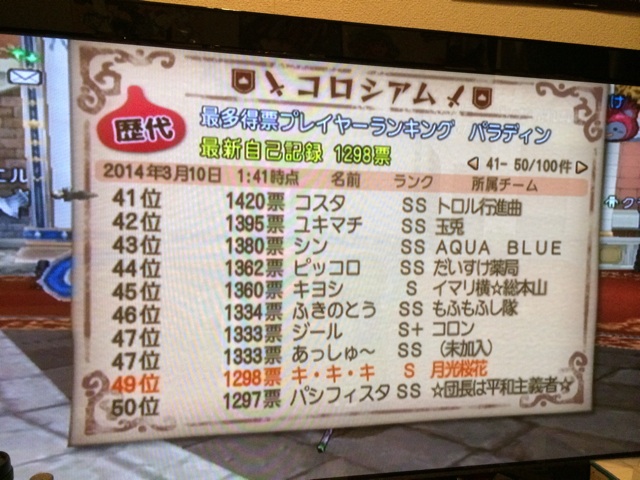 コロシアム
歴代
最多得票プレイヤーランキング パラディン
最新自己記録 1298票
41- 50/100件
2014年3月10日 1:41時点 名前 ランク 所属チーム
41位 1420票 コスタ SS トロル行進曲
42位 1395票 ユキマチ SS 玉兎
43位 1380票 シン SS AQUA BLUE
44位 1362票 ピッコロ SS だいすけ薬局
45位 1360票 キヨシ S イマリ横☆総本山
46位 1334票 ふきのとう SS もふもふし隊
47位 1333票 ジール S+ コロン
47位 1333票 あっしゅ～ SS （未加入）
49位 1298票 キ・キ・キ S 月光桜花
50位 1297票 パシフィスタ SS ☆団長は平和主義者☆